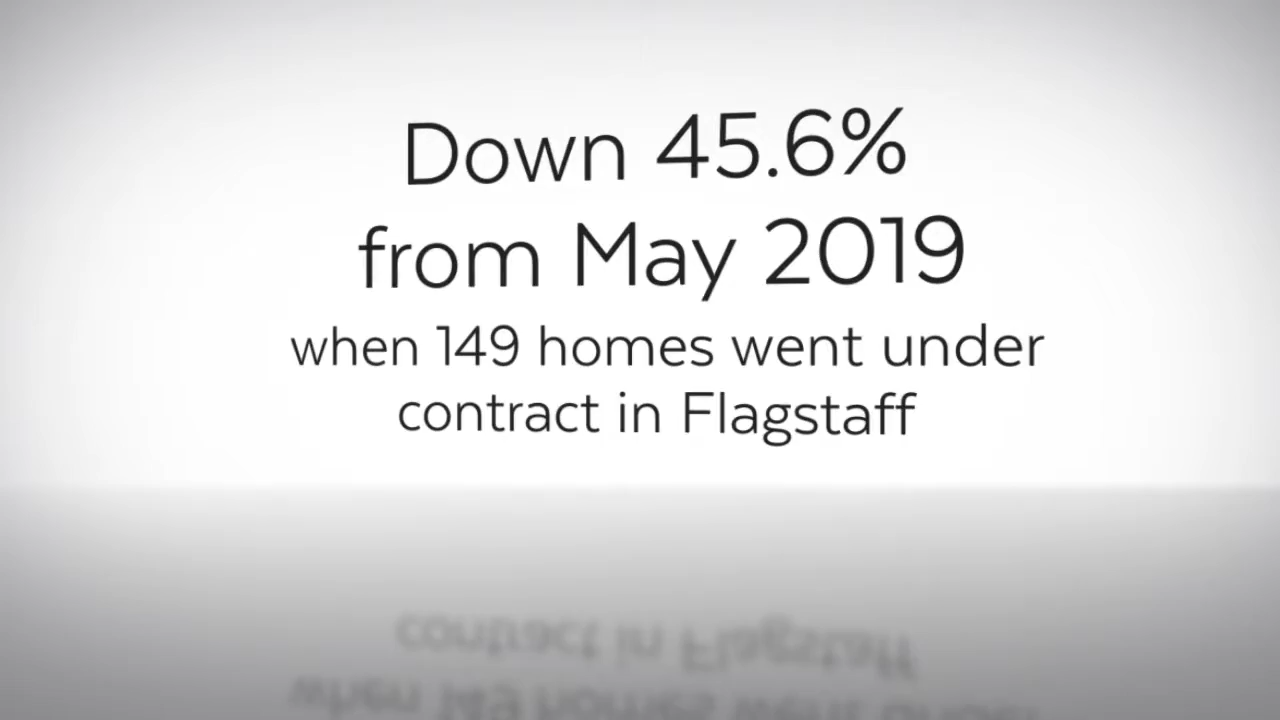 Down 45.6%
from May 2019
when 149 homes went under
contract in Flagstaff